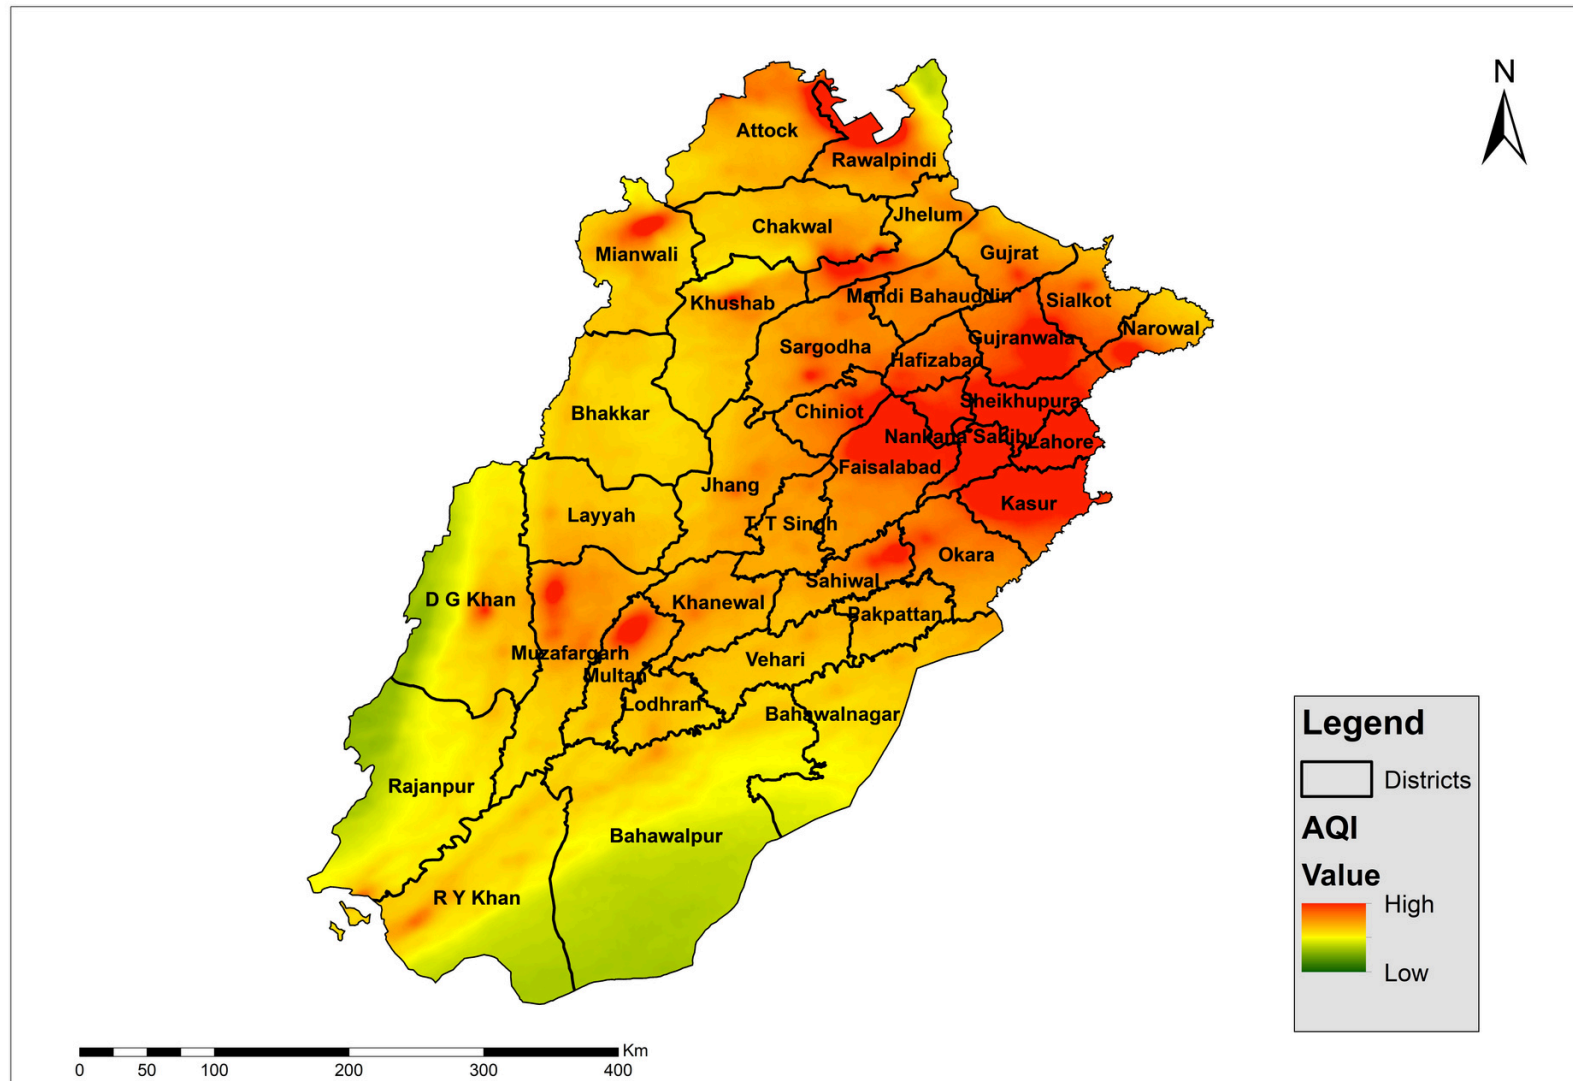 N
Attock
Rawalpindi
Jhelum
Chakwal
Mianwali
Gujrat
Khushab
Mandi Bahauddin
Sialkot
Narowal
Gujranwala
Sargodha
Hafizabad
Sheikhupura
Chiniot
Bhakkar
Nankana Sahib
Lahore
Faisalabad
Jhang
Kasur
Layyah
T. T Singh
Okara
Sahiwal
D G Khan
Khanewal
Pakpattan
Muzafargarh
Vehari
Multan
Lodhran
Bahawalnagar
Rajanpur
Bahawalpur
R Y Khan
Legend
Districts
AQI
Value
High
Low
Km
0 50 100 200 300 400